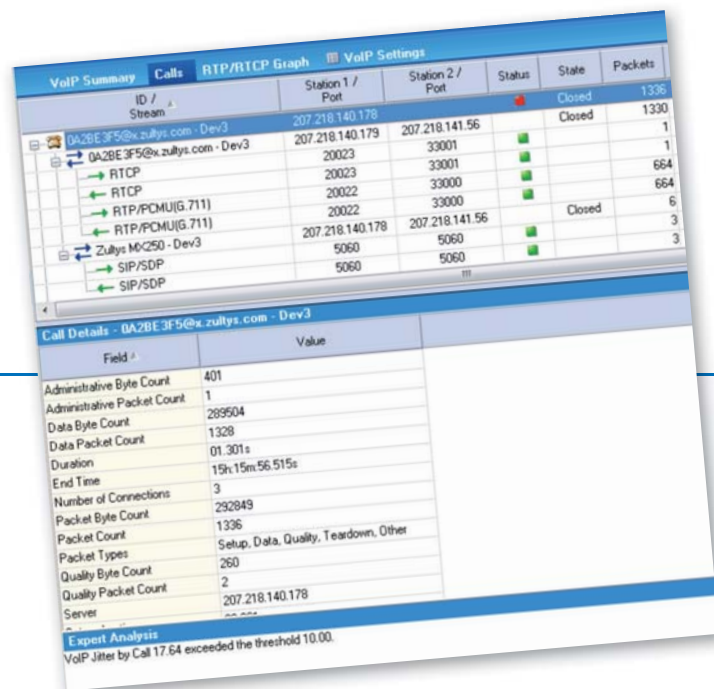 VoIP Summary Calls RTP/RTCP Graph VoIP Settings
ID / Stream Station 1 / Port Station 2 / Port Status State Packets
0A2BE3F5@x.zultys.com - Dev3 207.218.140.178 Closed 1336
0A2BE3F5@x.zultys.com - Dev3 207.218.140.179 207.218.141.56 Closed 1330
RTCP 20023 33001 1
RTCP 20023 33001 1
RTP/PCMU(G.711) 20022 33000 664
RTP/PCMU(G.711) 20022 33000 664
Zultys MX250 - Dev3 207.218.140.178 207.218.141.56 Closed 6
SIP/SDP 5060 5060 3
SIP/SDP 5060 5060 3
Call Details - 0A2BE3F5@x.zultys.com - Dev3
Field Value
Administrative Byte Count 401
Administrative Packet Count 1
Data Byte Count 289504
Data Packet Count 1328
Duration 01.301s
End Time 15h:15m:56.515s
Number of Connections 3
Packet Byte Count 292849
Packet Count 1336
Packet Types Setup, Data, Quality, Teardown, Other
Quality Byte Count 260
Quality Packet Count 2
Server 207.218.140.178
Expert Analysis
VoIP Jitter by Call 17.64 exceeded the threshold 10.00.